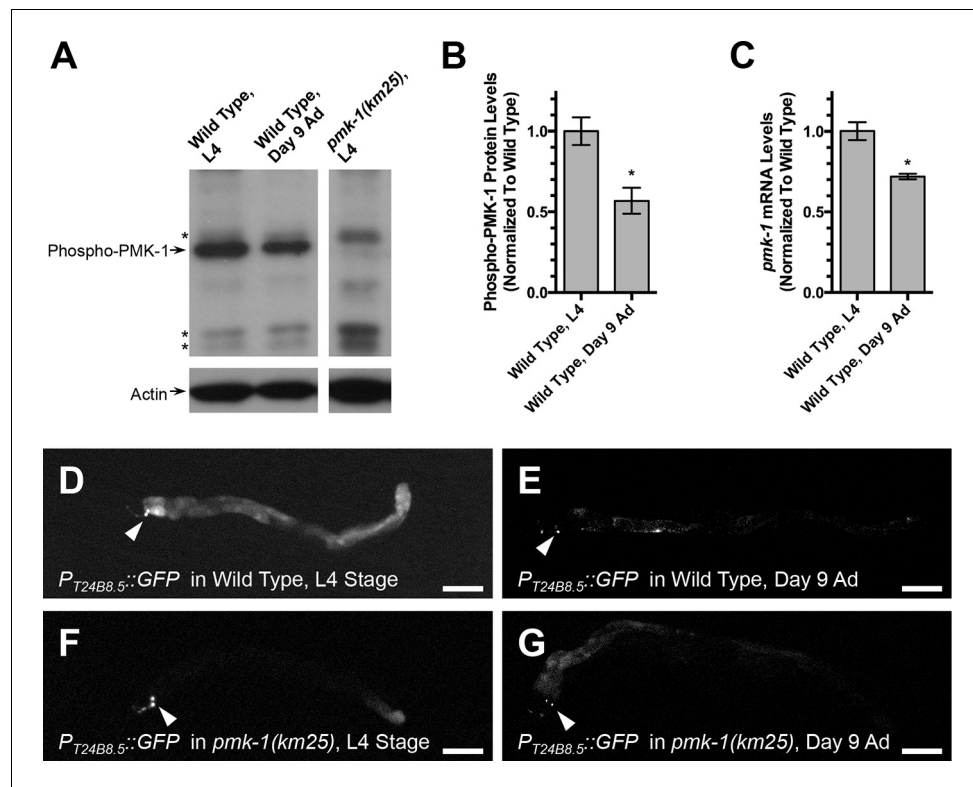 A
Wild Type,
L4
Wild Type,
Day 9 Ad
pmk-1(km25),
L4
*
Phospho-PMK-1
*
*
Actin
B
Phospho-PMK-1 Protein Levels
(Normalized To Wild Type)
1.0
0.5
0.0
*
Wild Type, L4
Wild Type, Day 9 Ad
C
pmk-1 mRNA Levels
(Normalized To Wild Type)
1.0
0.5
0.0
*
Wild Type, L4
Wild Type, Day 9 Ad
D
PT24B8.5::GFP in Wild Type, L4 Stage
E
PT24B8.5::GFP in Wild Type, Day 9 Ad
F
PT24B8.5::GFP in pmk-1(km25), L4 Stage
G
PT24B8.5::GFP in pmk-1(km25), Day 9 Ad